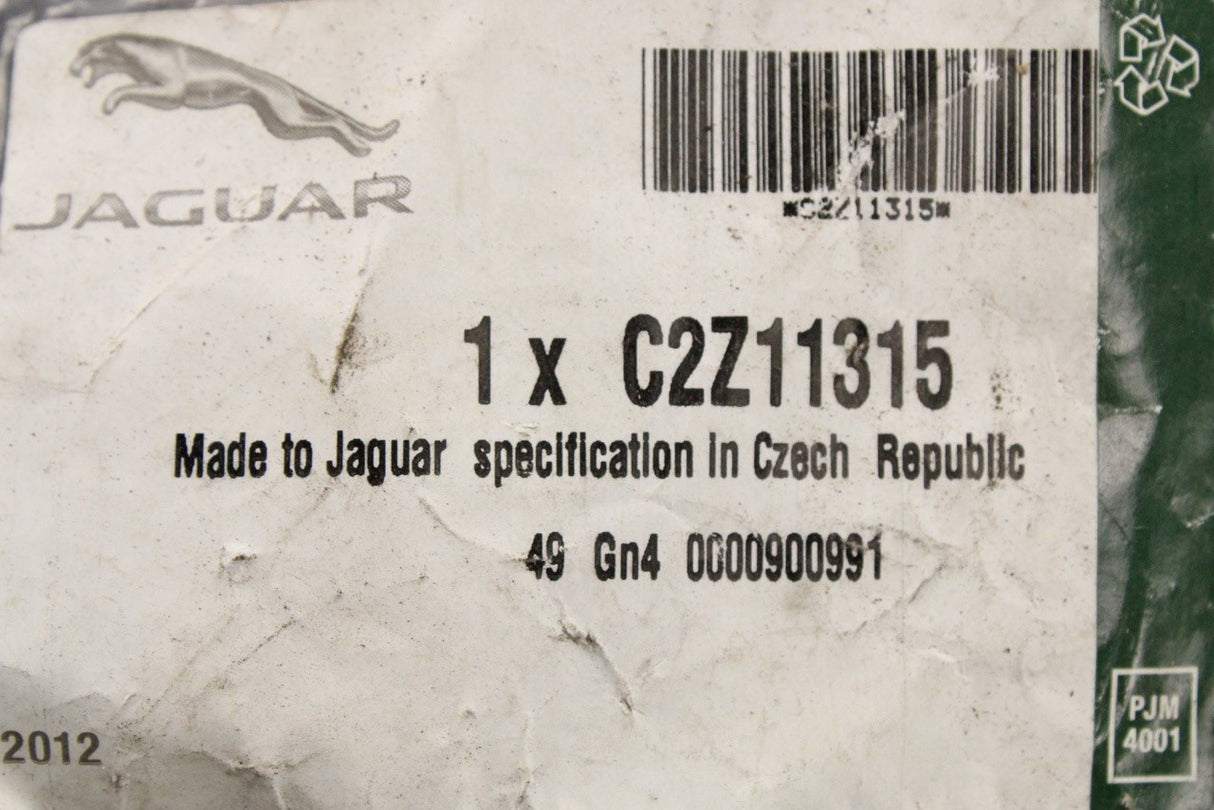 JAGUAR
*C2Z11315*
1 x C2Z11315
Made to Jaguar specification in Czech Republic
49 Gn4 0000900991
2012
PJM
4001